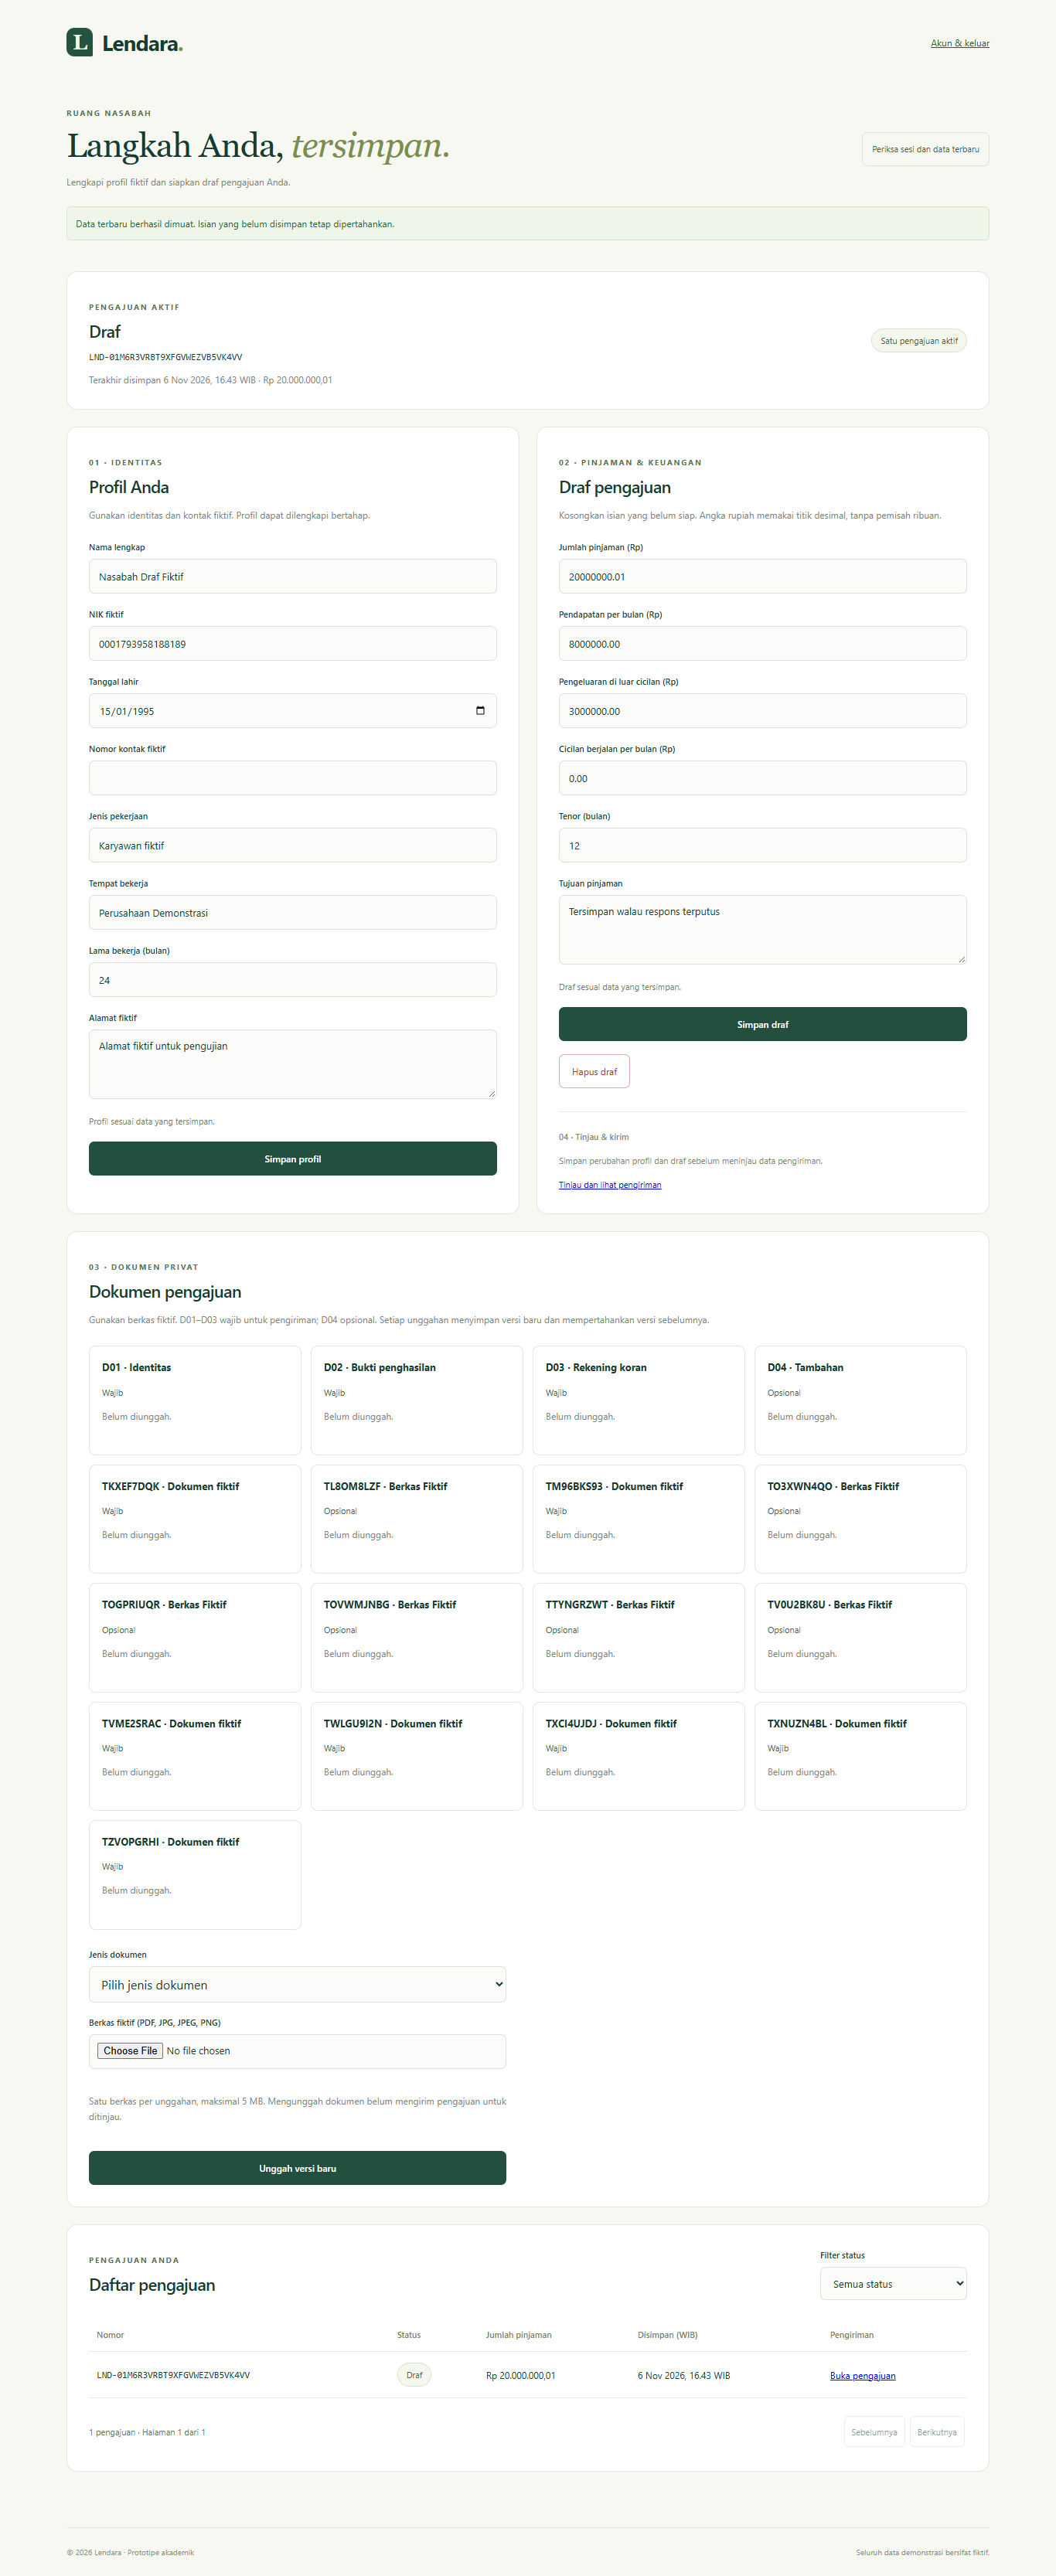 L Lendara.
Akun & keluar
RUANG NASABAH
Langkah Anda, tersimpan.
Periksa sesi dan data terbaru
Lengkapi profil fiktif dan siapkan draf pengajuan Anda.
Data terbaru berhasil dimuat. Isian yang belum disimpan tetap dipertahankan.
PENGAJUAN AKTIF
Draf
LND-01M6R3VRBT9XFGVWEZVB5VK4VV
Terakhir disimpan 6 Nov 2026, 16.43 WIB · Rp 20.000.000,01
Satu pengajuan aktif
01 · IDENTITAS
Profil Anda
Gunakan identitas dan kontak fiktif. Profil dapat dilengkapi bertahap.
Nama lengkap
Nasabah Draf Fiktif
NIK fiktif
0001793958188189
Tanggal lahir
15/01/1995
Nomor kontak fiktif
Jenis pekerjaan
Karyawan fiktif
Tempat bekerja
Perusahaan Demonstrasi
Lama bekerja (bulan)
24
Alamat fiktif
Alamat fiktif untuk pengujian
Profil sesuai data yang tersimpan.
Simpan profil
02 · PINJAMAN & KEUANGAN
Draf pengajuan
Kosongkan isian yang belum siap. Angka rupiah memakai titik desimal, tanpa pemisah ribuan.
Jumlah pinjaman (Rp)
20000000.01
Pendapatan per bulan (Rp)
8000000.00
Pengeluaran di luar cicilan (Rp)
3000000.00
Cicilan berjalan per bulan (Rp)
0.00
Tenor (bulan)
12
Tujuan pinjaman
Tersimpan walau respons terputus
Draf sesuai data yang tersimpan.
Simpan draf
Hapus draf
04 · Tinjau & kirim
Simpan perubahan profil dan draf sebelum meninjau data pengiriman.
Tinjau dan lihat pengiriman
03 · DOKUMEN PRIVAT
Dokumen pengajuan
Gunakan berkas fiktif. D01–D03 wajib untuk pengiriman; D04 opsional. Setiap unggahan menyimpan versi baru dan mempertahankan versi sebelumnya.
D01 · Identitas
Wajib
Belum diunggah.
D02 · Bukti penghasilan
Wajib
Belum diunggah.
D03 · Rekening koran
Wajib
Belum diunggah.
D04 · Tambahan
Opsional
Belum diunggah.
TKXEF7DQK · Dokumen fiktif
Wajib
Belum diunggah.
TL8OM8LZF · Berkas Fiktif
Opsional
Belum diunggah.
TM96BKS93 · Dokumen fiktif
Wajib
Belum diunggah.
TO3XWN4QO · Berkas Fiktif
Opsional
Belum diunggah.
TOGPRIUQR · Berkas Fiktif
Opsional
Belum diunggah.
TOVWMJNBG · Berkas Fiktif
Opsional
Belum diunggah.
TTYNGRZWT · Berkas Fiktif
Opsional
Belum diunggah.
TV0U2BK8U · Berkas Fiktif
Opsional
Belum diunggah.
TVME2SRAC · Dokumen fiktif
Wajib
Belum diunggah.
TWLGU9I2N · Dokumen fiktif
Wajib
Belum diunggah.
TXCI4UJDJ · Dokumen fiktif
Wajib
Belum diunggah.
TXNUZN4BL · Dokumen fiktif
Wajib
Belum diunggah.
TZVOPGRHI · Dokumen fiktif
Wajib
Belum diunggah.
Jenis dokumen
Pilih jenis dokumen
Berkas fiktif (PDF, JPG, JPEG, PNG)
Choose File No file chosen
Satu berkas per unggahan, maksimal 5 MB. Mengunggah dokumen belum mengirim pengajuan untuk
ditinjau.
Unggah versi baru
PENGAJUAN ANDA
Daftar pengajuan
Filter status
Semua status
Nomor Status Jumlah pinjaman Disimpan (WIB) Pengiriman
LND-01M6R3VRBT9XFGVWEZVB5VK4VV Draf Rp 20.000.000,01 6 Nov 2026, 16.43 WIB Buka pengajuan
1 pengajuan · Halaman 1 dari 1
Sebelumnya Berikutnya
© 2026 Lendara · Prototipe akademik
Seluruh data demonstrasi bersifat fiktif.